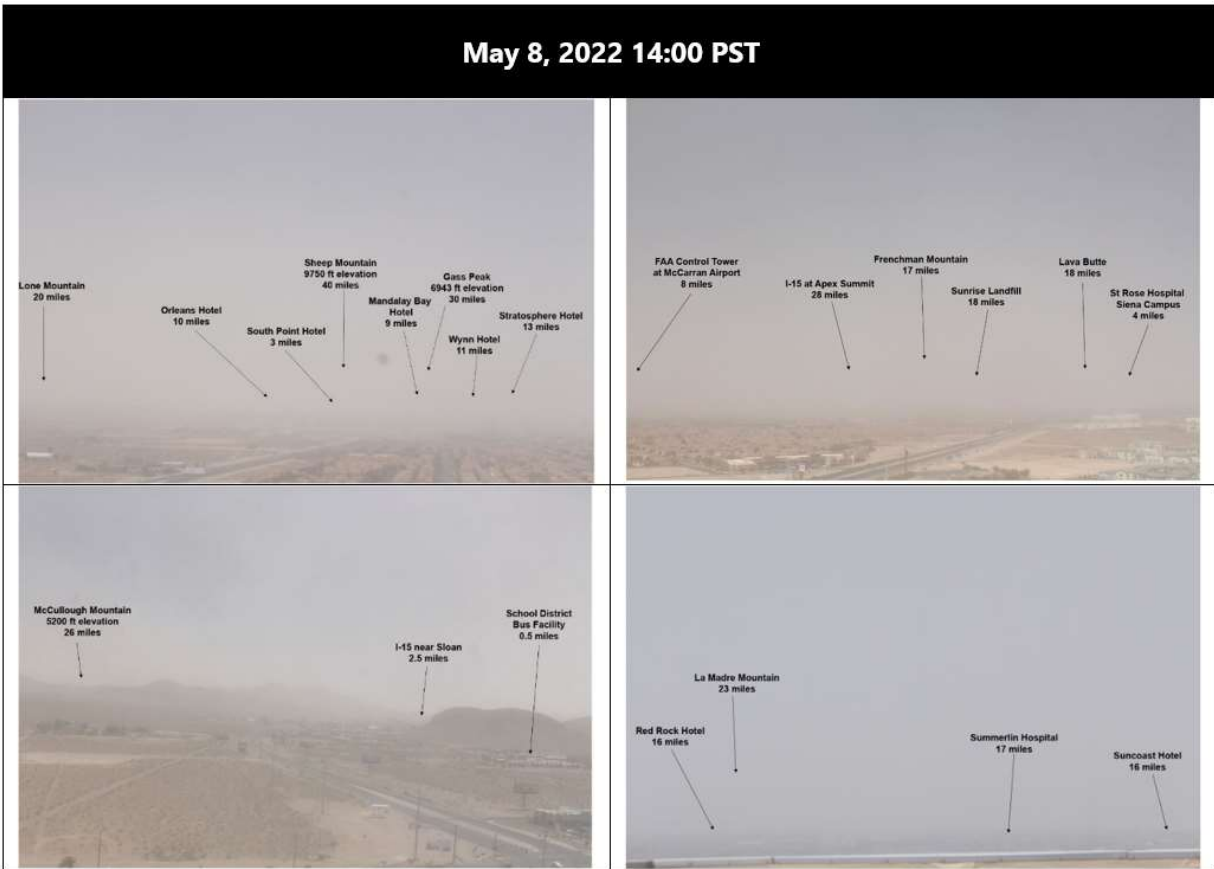 May 8, 2022 14:00 PST
Lone Mountain
20 miles
Orleans Hotel
10 miles
South Point Hotel
3 miles
Sheep Mountain
9750 ft elevation
40 miles
Mandalay Bay
Hotel
9 miles
Gass Peak
6943 ft elevation
30 miles
Wynn Hotel
11 miles
Stratosphere Hotel
13 miles
FAA Control Tower
at McCarran Airport
8 miles
I-15 at Apex Summit
28 miles
Frenchman Mountain
17 miles
Sunrise Landfill
18 miles
Lava Butte
18 miles
St Rose Hospital
Siena Campus
4 miles
McCullough Mountain
5200 ft elevation
26 miles
I-15 near Sloan
2.5 miles
School District
Bus Facility
0.5 miles
Red Rock Hotel
16 miles
La Madre Mountain
23 miles
Summerlin Hospital
17 miles
Suncoast Hotel
16 miles